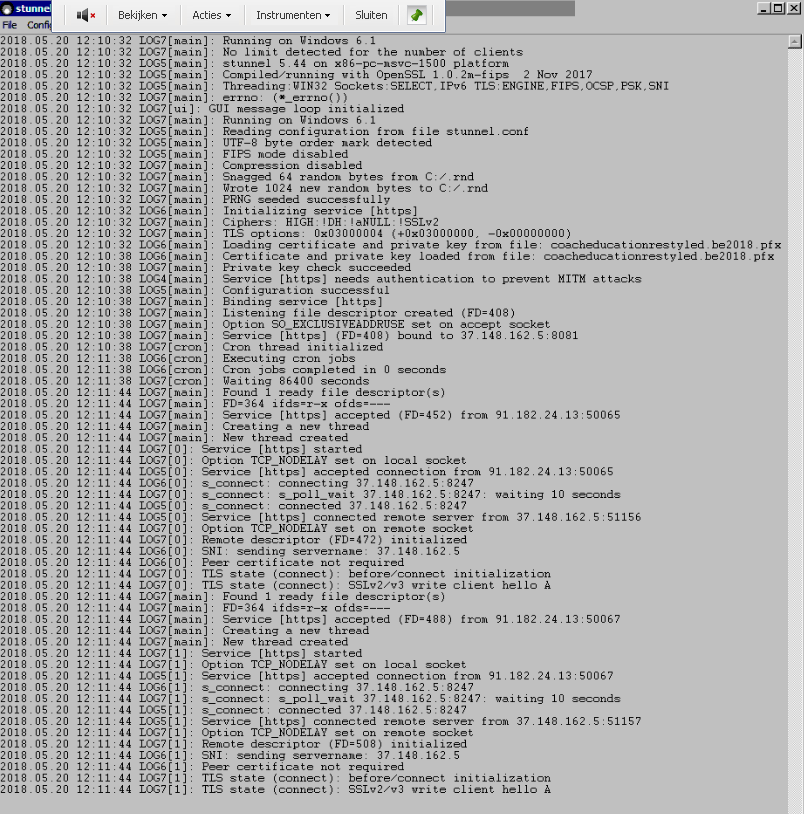 stunnel
Bekijken
Acties
Instrumenten
Sluiten
File
Confi
2018.05.20 12:10:32 LOG7[main]: Running on Windows 6.1
2018.05.20 12:10:32 LOG7[main]: No limit detected for the number of clients
2018.05.20 12:10:32 LOG5[main]: stunnel 5.44 on x86-pc-msvc-1500 platform
2018.05.20 12:10:32 LOG5[main]: Compiled/running with OpenSSL 1.0.2m-fips  2 Nov 2017
2018.05.20 12:10:32 LOG5[main]: Threading:WIN32 Sockets:SELECT,IPv6 TLS:ENGINE,FIPS,OCSP,PSK,SNI
2018.05.20 12:10:32 LOG7[main]: errno: (*_errno())
2018.05.20 12:10:32 LOG7[ui]: GUI message loop initialized
2018.05.20 12:10:32 LOG7[main]: Running on Windows 6.1
2018.05.20 12:10:32 LOG5[main]: Reading configuration from file stunnel.conf
2018.05.20 12:10:32 LOG5[main]: UTF-8 byte order mark detected
2018.05.20 12:10:32 LOG5[main]: FIPS mode disabled
2018.05.20 12:10:32 LOG7[main]: Compression disabled
2018.05.20 12:10:32 LOG7[main]: Snagged 64 random bytes from C:/.rnd
2018.05.20 12:10:32 LOG7[main]: Wrote 1024 new random bytes to C:/.rnd
2018.05.20 12:10:32 LOG7[main]: PRNG seeded successfully
2018.05.20 12:10:32 LOG6[main]: Initializing service [https]
2018.05.20 12:10:32 LOG7[main]: Ciphers: HIGH:!DH:!aNULL:!SSLv2
2018.05.20 12:10:32 LOG7[main]: TLS options: 0x03000004 (+0x03000000, -0x00000000)
2018.05.20 12:10:32 LOG6[main]: Loading certificate and private key from file: coacheducationrestyled.be2018.pfx
2018.05.20 12:10:38 LOG6[main]: Certificate and private key loaded from file: coacheducationrestyled.be2018.pfx
2018.05.20 12:10:38 LOG7[main]: Private key check succeeded
2018.05.20 12:10:38 LOG4[main]: Service [https] needs authentication to prevent MITM attacks
2018.05.20 12:10:38 LOG5[main]: Configuration successful
2018.05.20 12:10:38 LOG7[main]: Binding service [https]
2018.05.20 12:10:38 LOG7[main]: Listening file descriptor created (FD=408)
2018.05.20 12:10:38 LOG7[main]: Option SO_EXCLUSIVEADDRUSE set on accept socket
2018.05.20 12:10:38 LOG7[main]: Service [https] (FD=408) bound to 37.148.162.5:8081
2018.05.20 12:10:38 LOG7[cron]: Cron thread initialized
2018.05.20 12:11:38 LOG6[cron]: Executing cron jobs
2018.05.20 12:11:38 LOG6[cron]: Cron jobs completed in 0 seconds
2018.05.20 12:11:38 LOG7[cron]: Waiting 86400 seconds
2018.05.20 12:11:44 LOG7[main]: Found 1 ready file descriptor(s)
2018.05.20 12:11:44 LOG7[main]: FD=364 ifds=r-x ofds=---
2018.05.20 12:11:44 LOG7[main]: Service [https] accepted (FD=452) from 91.182.24.13:50065
2018.05.20 12:11:44 LOG7[main]: Creating a new thread
2018.05.20 12:11:44 LOG7[main]: New thread created
2018.05.20 12:11:44 LOG7[0]: Service [https] started
2018.05.20 12:11:44 LOG7[0]: Option TCP_NODELAY set on local socket
2018.05.20 12:11:44 LOG5[0]: Service [https] accepted connection from 91.182.24.13:50065
2018.05.20 12:11:44 LOG6[0]: s_connect: connecting 37.148.162.5:8247
2018.05.20 12:11:44 LOG7[0]: s_connect: s_poll_wait 37.148.162.5:8247: waiting 10 seconds
2018.05.20 12:11:44 LOG5[0]: s_connect: connected 37.148.162.5:8247
2018.05.20 12:11:44 LOG5[0]: Service [https] connected remote server from 37.148.162.5:51156
2018.05.20 12:11:44 LOG7[0]: Option TCP_NODELAY set on remote socket
2018.05.20 12:11:44 LOG7[0]: Remote descriptor (FD=472) initialized
2018.05.20 12:11:44 LOG6[0]: SNI: sending servername: 37.148.162.5
2018.05.20 12:11:44 LOG6[0]: Peer certificate not required
2018.05.20 12:11:44 LOG7[0]: TLS state (connect): before/connect initialization
2018.05.20 12:11:44 LOG7[0]: TLS state (connect): SSLv2/v3 write client hello A
2018.05.20 12:11:44 LOG7[main]: Found 1 ready file descriptor(s)
2018.05.20 12:11:44 LOG7[main]: FD=364 ifds=r-x ofds=---
2018.05.20 12:11:44 LOG7[main]: Service [https] accepted (FD=488) from 91.182.24.13:50067
2018.05.20 12:11:44 LOG7[main]: Creating a new thread
2018.05.20 12:11:44 LOG7[main]: New thread created
2018.05.20 12:11:44 LOG7[1]: Service [https] started
2018.05.20 12:11:44 LOG7[1]: Option TCP_NODELAY set on local socket
2018.05.20 12:11:44 LOG5[1]: Service [https] accepted connection from 91.182.24.13:50067
2018.05.20 12:11:44 LOG6[1]: s_connect: connecting 37.148.162.5:8247
2018.05.20 12:11:44 LOG7[1]: s_connect: s_poll_wait 37.148.162.5:8247: waiting 10 seconds
2018.05.20 12:11:44 LOG5[1]: s_connect: connected 37.148.162.5:8247
2018.05.20 12:11:44 LOG5[1]: Service [https] connected remote server from 37.148.162.5:51157
2018.05.20 12:11:44 LOG7[1]: Option TCP_NODELAY set on remote socket
2018.05.20 12:11:44 LOG7[1]: Remote descriptor (FD=508) initialized
2018.05.20 12:11:44 LOG6[1]: SNI: sending servername: 37.148.162.5
2018.05.20 12:11:44 LOG6[1]: Peer certificate not required
2018.05.20 12:11:44 LOG7[1]: TLS state (connect): before/connect initialization
2018.05.20 12:11:44 LOG7[1]: TLS state (connect): SSLv2/v3 write client hello A